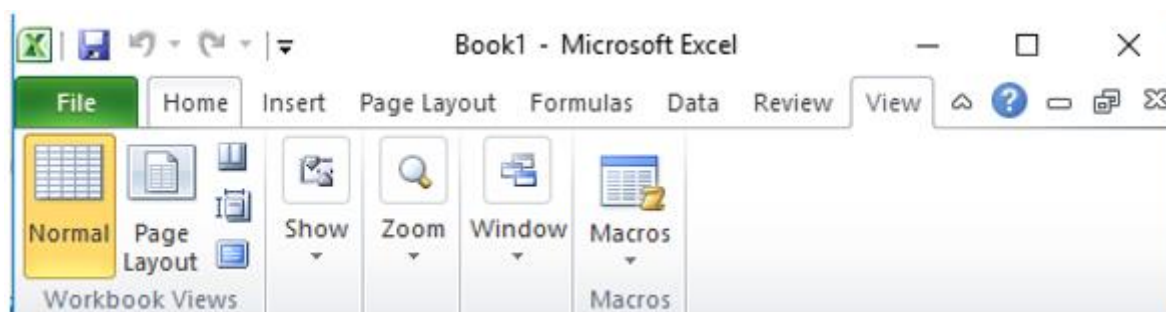 Book1 - Microsoft Excel
File Home Insert Page Layout Formulas Data Review View
Normal Page Layout Show Zoom Window Macros
Workbook Views Macros